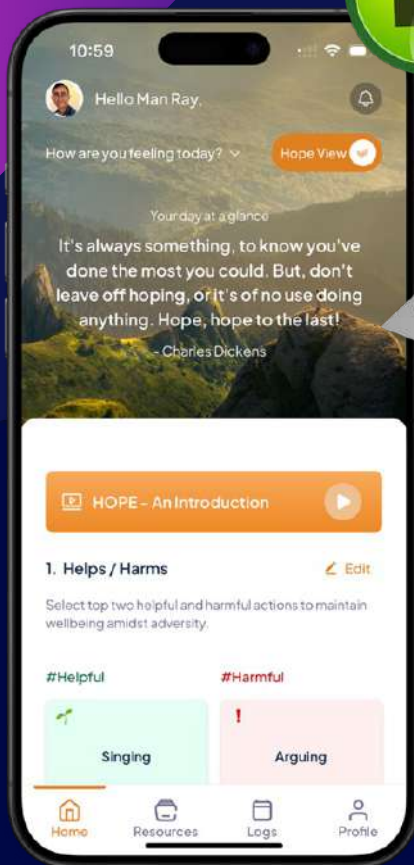 10:59
Hello Man Ray,
How are you feeling today?
Hope View
Your day at a glance
It's always something, to know you've
done the most you could. But, don't
leave off hoping, or it's of no use doing
anything. Hope, hope to the last!
- Charles Dickens
HOPE - An Introduction
1. Helps / Harms
Edit
Select top two helpful and harmful actions to maintain
wellbeing amidst adversity.
#Helpful
#Harmful
!
Singing
Arguing
Home
Resources
Logs
Profile